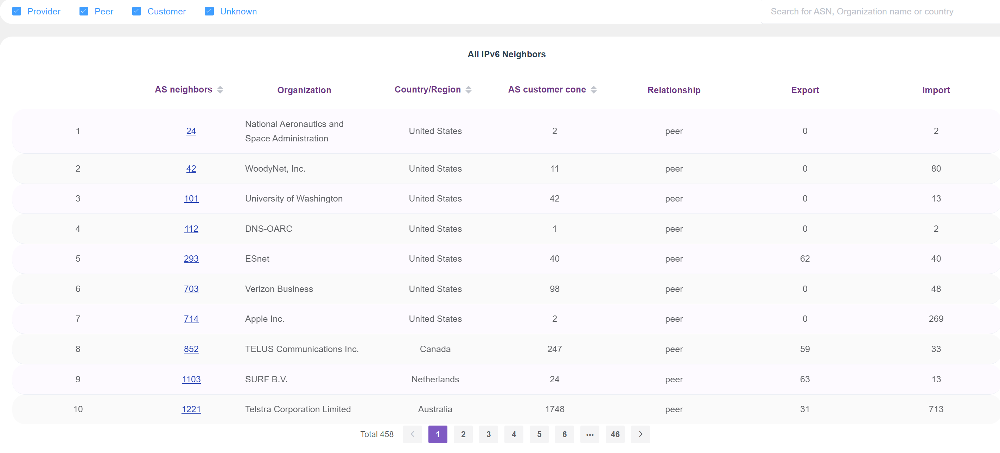 Provider Peer Customer Unknown Search for ASN, Organization name or country
All IPv6 Neighbors
AS neighbors Organization Country/Region AS customer cone Relationship Export Import
1 24 National Aeronautics and Space Administration United States 2 peer 0 2
2 42 WoodyNet, Inc. United States 11 peer 0 80
3 101 University of Washington United States 42 peer 0 13
4 112 DNS-OARC United States 1 peer 0 2
5 293 ESnet United States 40 peer 62 40
6 703 Verizon Business United States 98 peer 0 48
7 714 Apple Inc. United States 2 peer 0 269
8 852 TELUS Communications Inc. Canada 247 peer 59 33
9 1103 SURF B.V. Netherlands 24 peer 63 13
10 1221 Telstra Corporation Limited Australia 1748 peer 31 713
Total 458 1 2 3 4 5 6 ••• 46